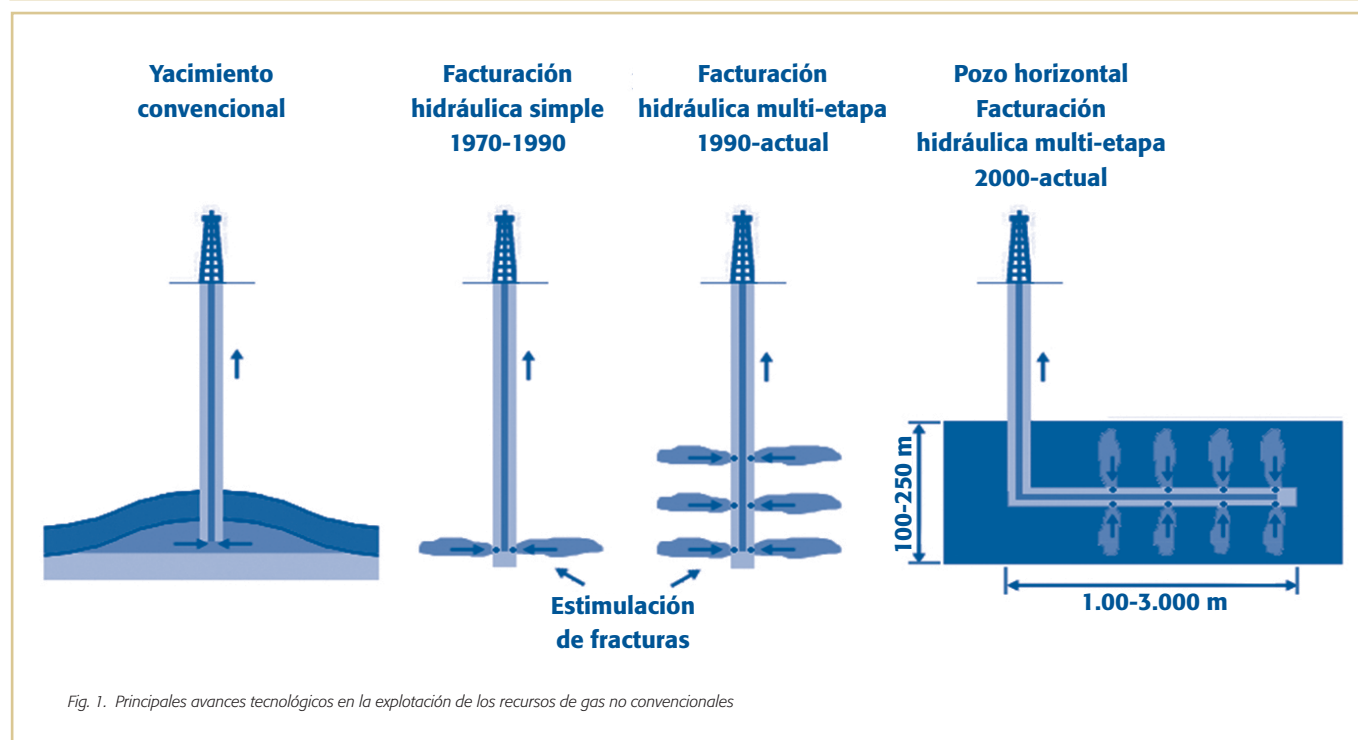 Yacimiento
convencional
Facturación
hidráulica simple
1970-1990
Facturación
hidráulica multi-etapa
1990-actual
Pozo horizontal
Facturación
hidráulica multi-etapa
2000-actual
100-250 m
1.00-3.000 m
Estimulación
de fracturas
Fig. 1. Principales avances tecnológicos en la explotación de los recursos de gas no convencionales